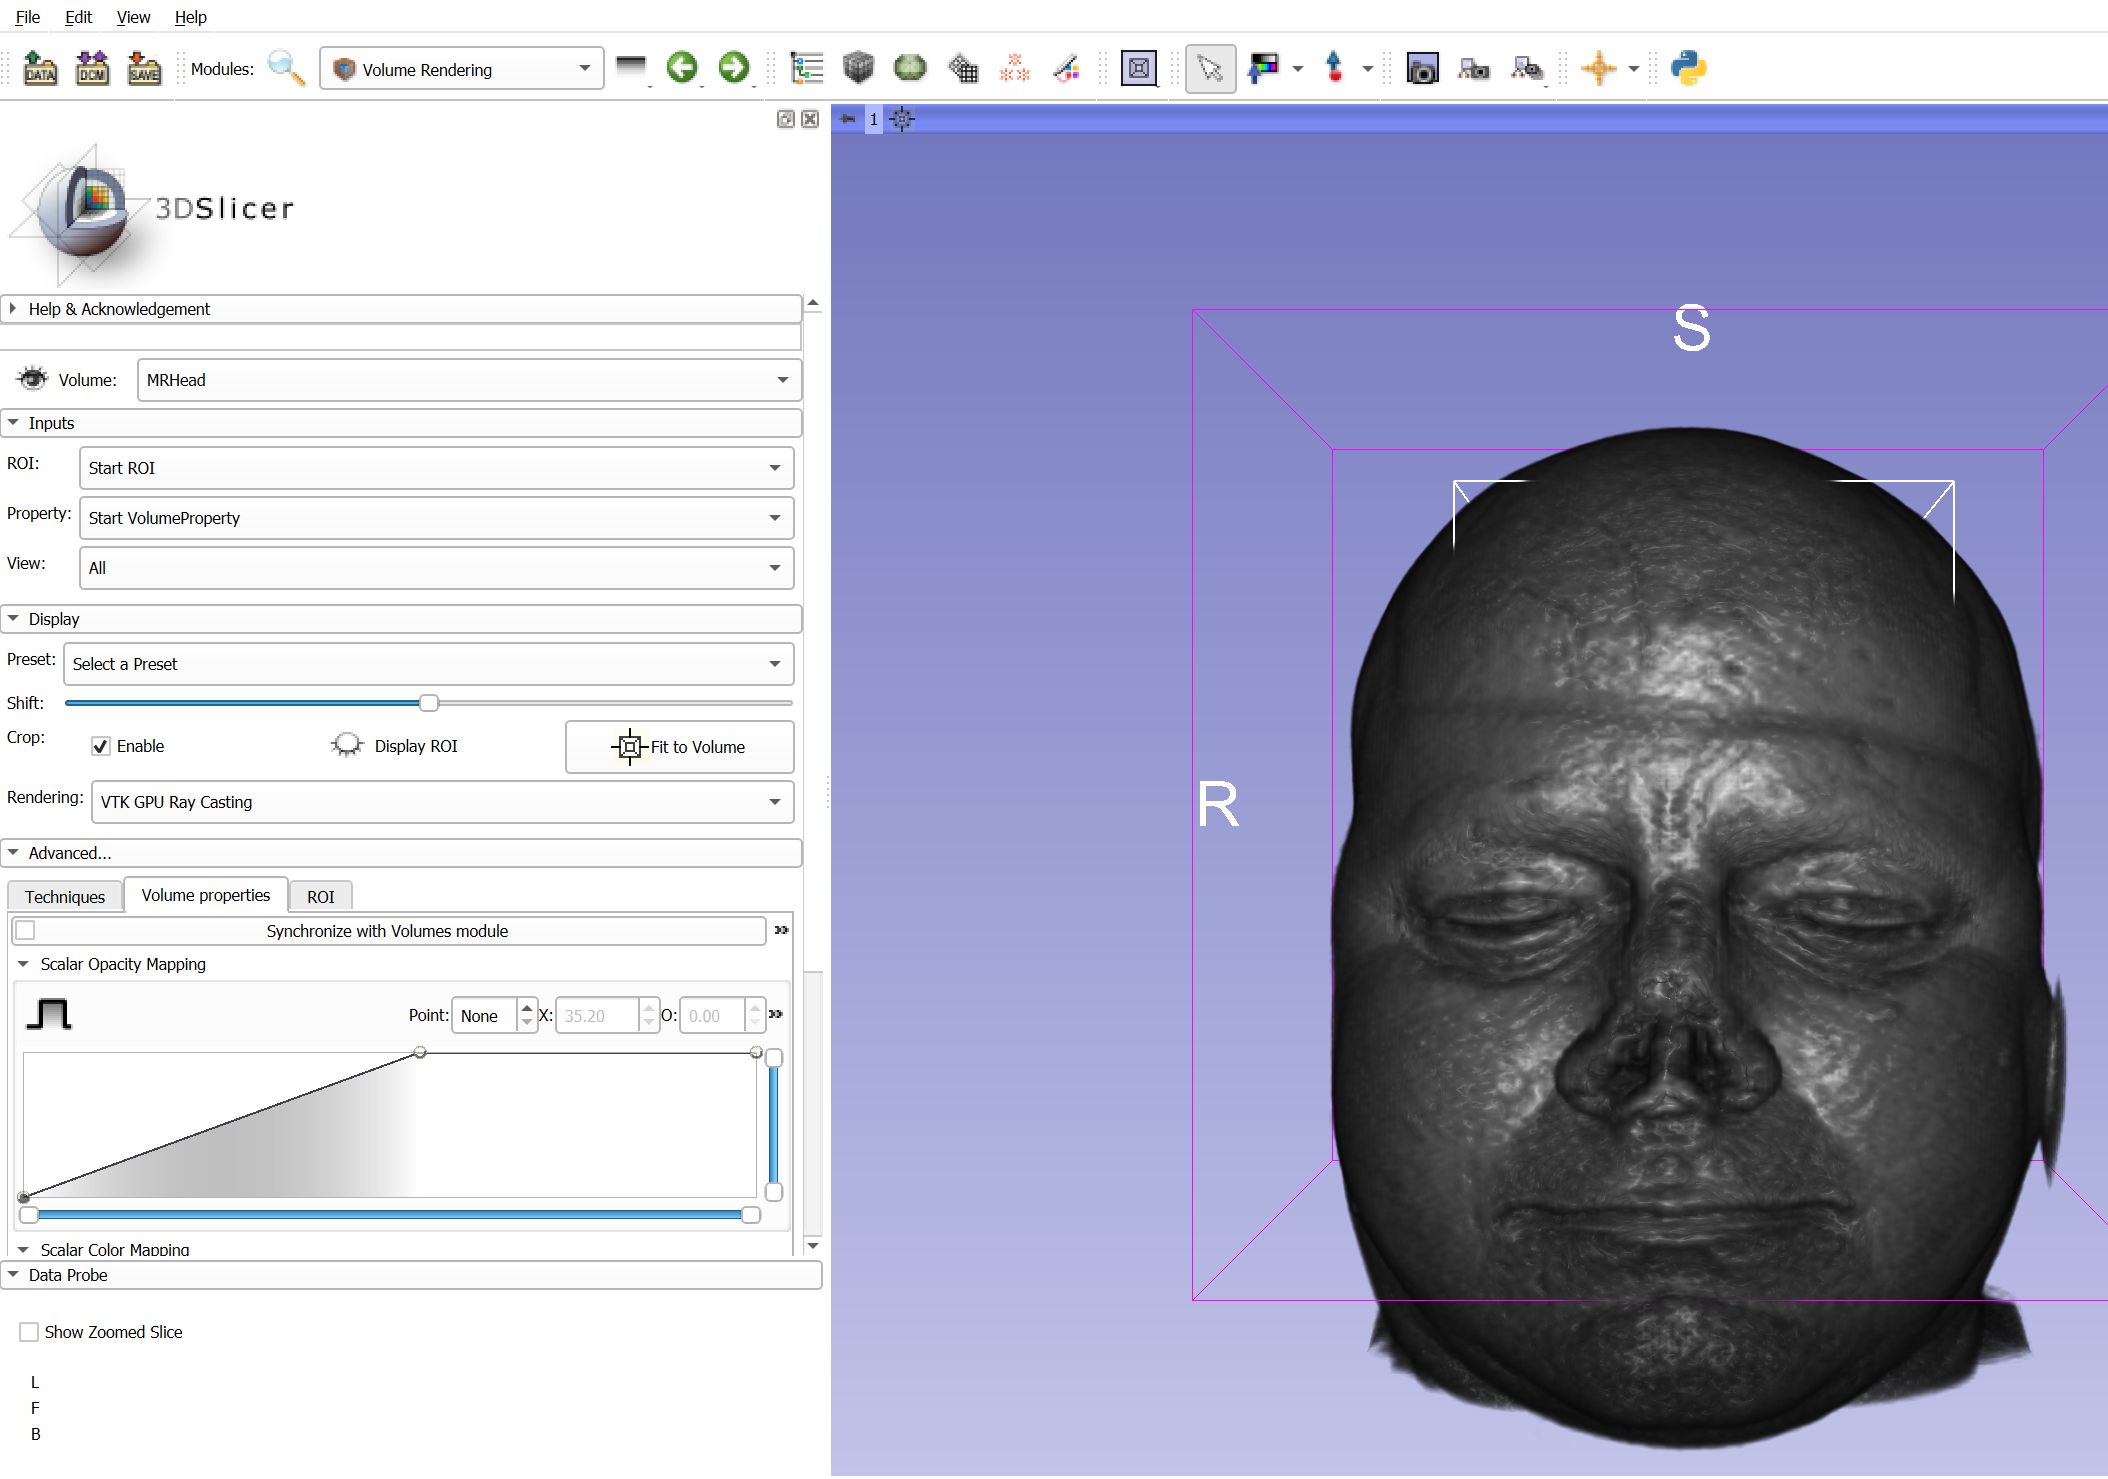 File Edit View Help
DATA DCM SAVE Modules: Volume Rendering
1
3DSlicer
Help & Acknowledgement
Volume: MRHead
Inputs
ROI: Start ROI
Property: Start VolumeProperty
View: All
Display
Preset: Select a Preset
Shift:
Crop: Enable Display ROI Fit to Volume
Rendering: VTK GPU Ray Casting
Advanced...
Techniques Volume properties ROI
Synchronize with Volumes module
Scalar Opacity Mapping
Point: None X: 35.20 O: 0.00
Scalar Color Mapping
Data Probe
Show Zoomed Slice
L
F
B
S
R